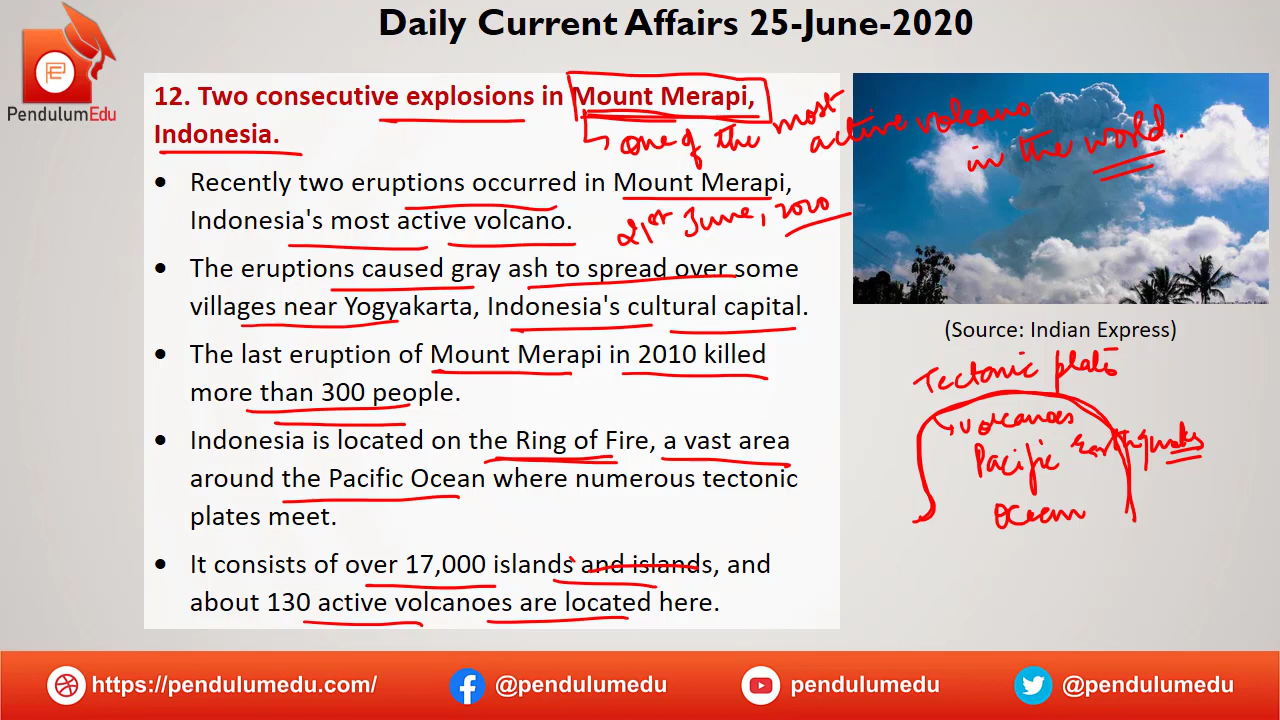 Daily Current Affairs 25-June-2020
PendulumEdu
12. Two consecutive explosions in Mount Merapi,
Indonesia.
one of the most
active volcano
in the world.
• Recently two eruptions occurred in Mount Merapi,
Indonesia's most active volcano.
21st June, 2020
• The eruptions caused gray ash to spread over some
villages near Yogyakarta, Indonesia's cultural capital.
• The last eruption of Mount Merapi in 2010 killed
more than 300 people.
• Indonesia is located on the Ring of Fire, a vast area
around the Pacific Ocean where numerous tectonic
plates meet.
• It consists of over 17,000 islands and islands, and
about 130 active volcanoes are located here.
(Source: Indian Express)
Tectonic plates
volcanoes
Pacific Earthquakes
Ocean
https://pendulumedu.com/
@pendulumedu
pendulumedu
@pendulumedu